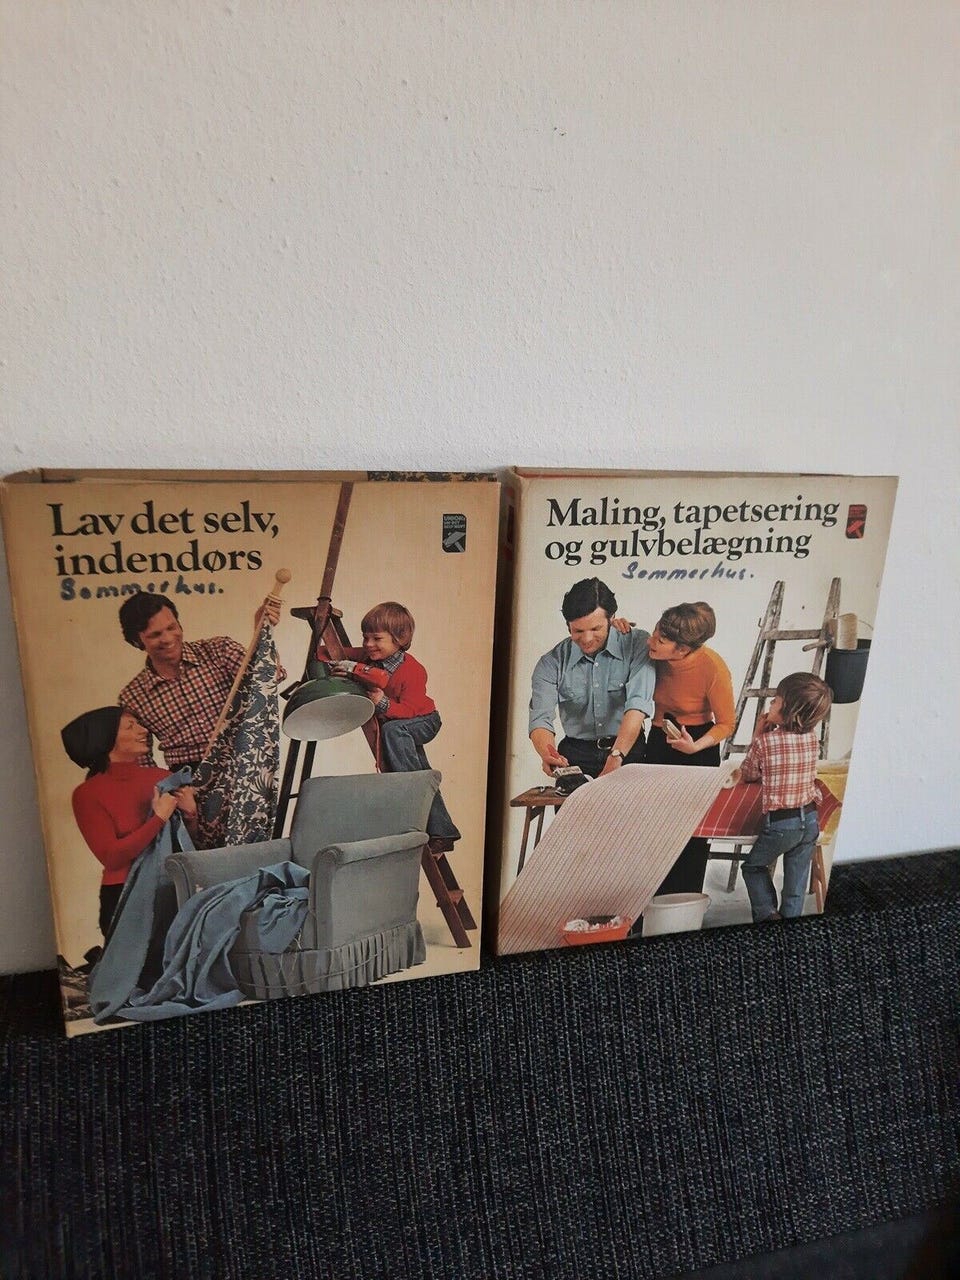 Lav det selv,
indendørs
Sommerhus.
Maling, tapetsering
og gulvbelægning
Sommerhus.